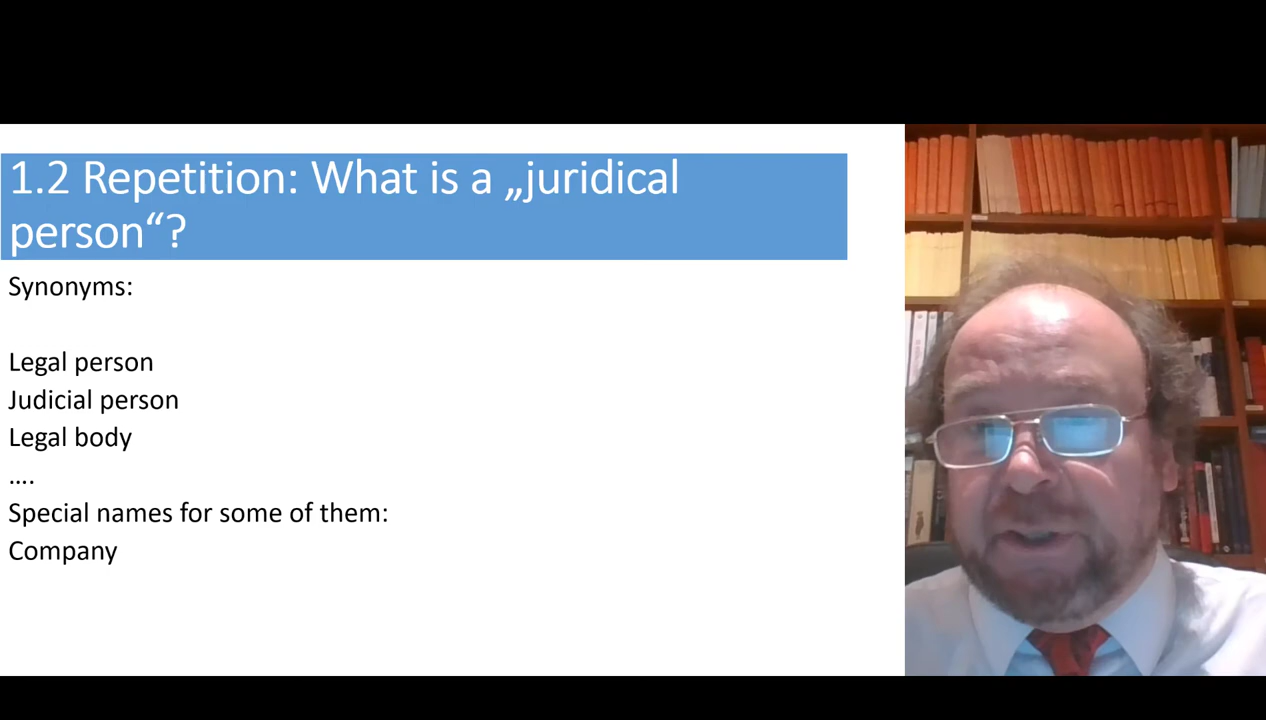 1.2 Repetition: What is a „juridical
person“?
Synonyms:
Legal person
Judicial person
Legal body
....
Special names for some of them:
Company